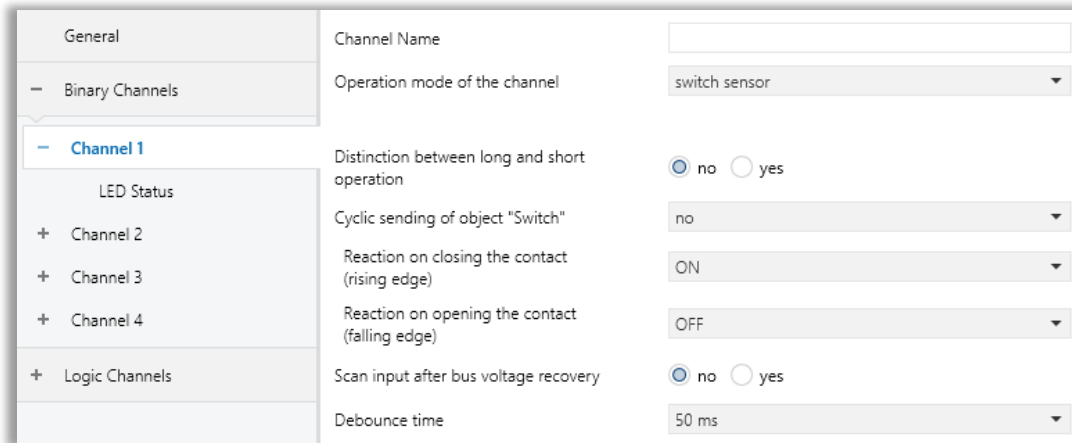 General
Binary Channels
Channel 1
LED Status
Channel 2
Channel 3
Channel 4
Logic Channels
Channel Name
Operation mode of the channel
switch sensor
Distinction between long and short
operation
no yes
Cyclic sending of object "Switch"
no
Reaction on closing the contact
(rising edge)
ON
Reaction on opening the contact
(falling edge)
OFF
Scan input after bus voltage recovery
no yes
Debounce time
50 ms